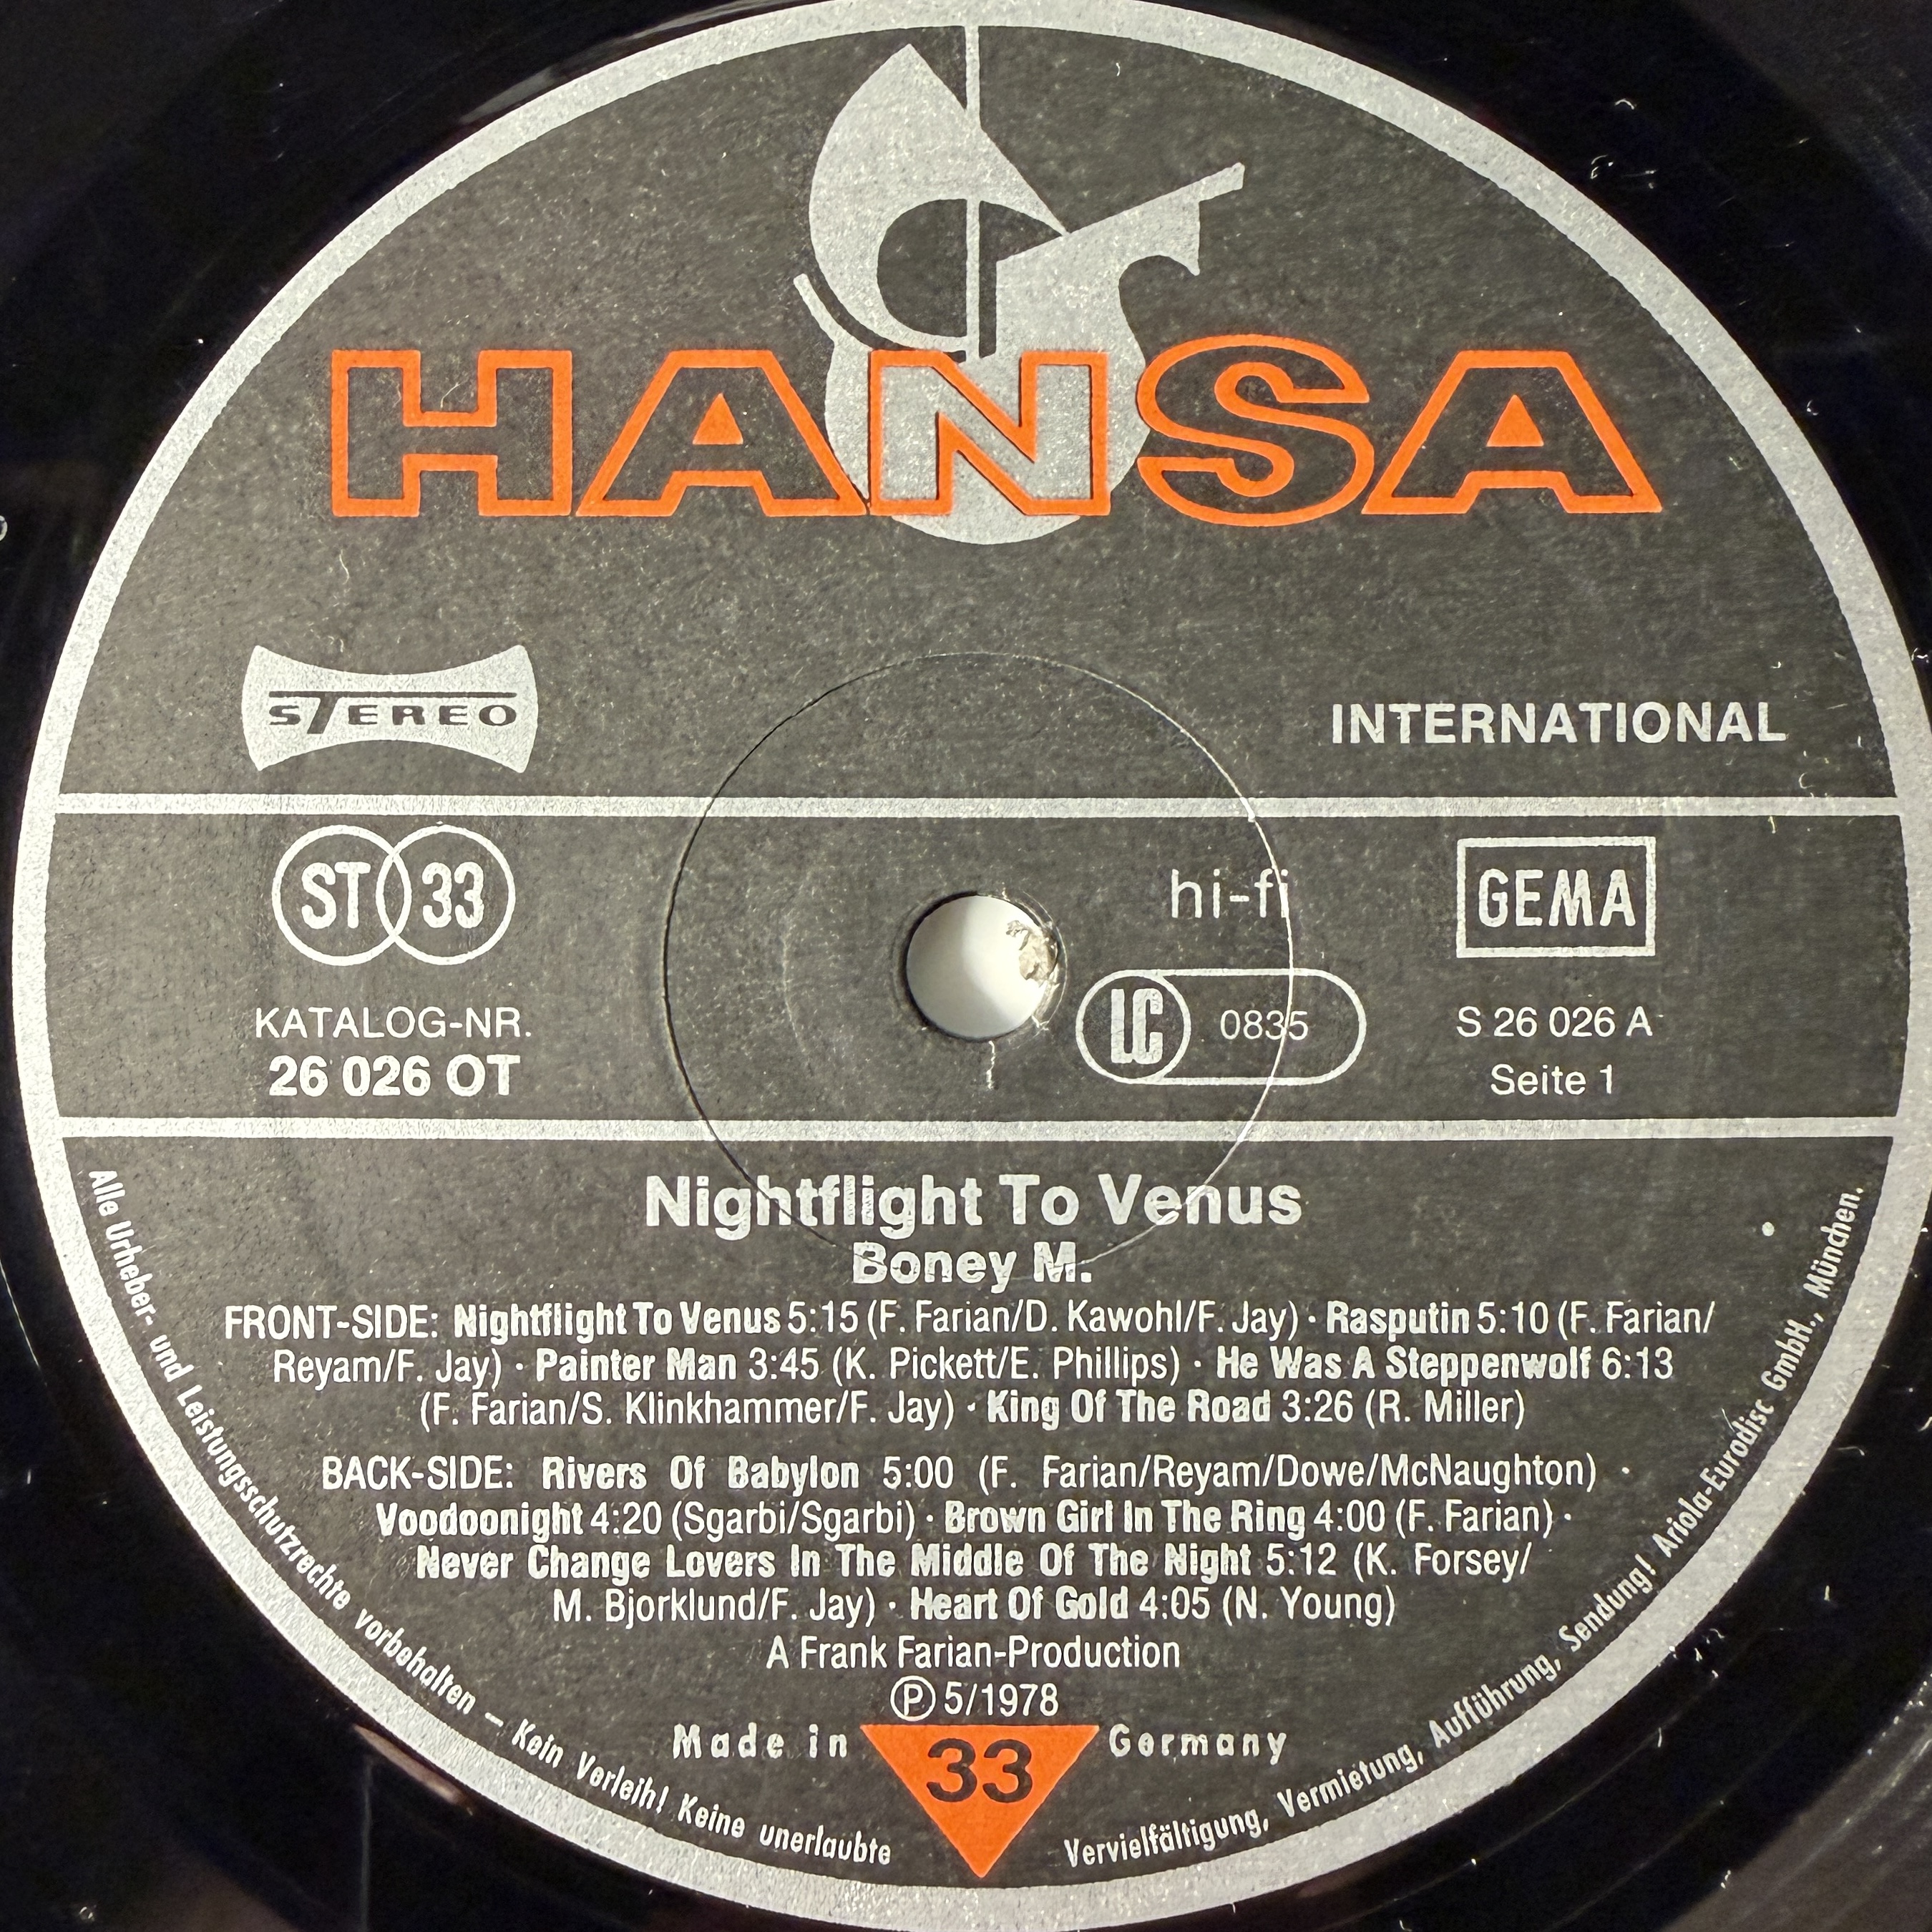 HANSA
STEREO
INTERNATIONAL
ST 33
hi-fi
GEMA
KATALOG-NR.
26 026 OT
LC 0835
S 26 026 A
Seite 1
Nightflight To Venus
Boney M.
FRONT-SIDE: Nightflight To Venus 5:15 (F. Farian/D. Kawohl/F. Jay) · Rasputin 5:10 (F. Farian/
Reyam/F. Jay) · Painter Man 3:45 (K. Pickett/E. Phillips) · He Was A Steppenwolf 6:13
(F. Farian/S. Klinkhammer/F. Jay) · King Of The Road 3:26 (R. Miller)
BACK-SIDE: Rivers Of Babylon 5:00 (F. Farian/Reyam/Dowe/McNaughton) ·
Voodoonight 4:20 (Sgarbi/Sgarbi) · Brown Girl In The Ring 4:00 (F. Farian) ·
Never Change Lovers In The Middle Of The Night 5:12 (K. Forsey/
M. Bjorklund/F. Jay) · Heart Of Gold 4:05 (N. Young)
A Frank Farian-Production
Ⓟ 5/1978
Made in Germany
33
Alle Urheber- und Leistungsschutzrechte vorbehalten – Kein Verleih! Keine unerlaubte Vervielfältigung, Vermietung, Aufführung, Sendung! Ariola-Eurodisc GmbH., München.